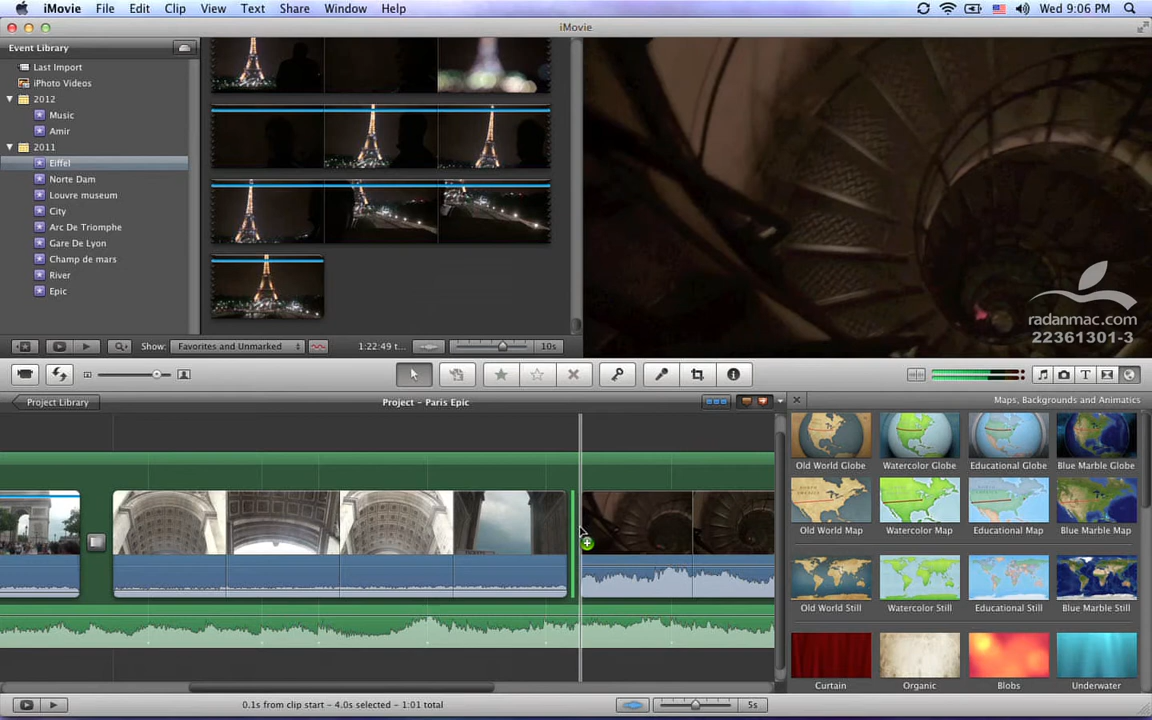 iMovie File Edit Clip View Text Share Window Help Wed 9:06 PM
iMovie
Event Library
Last Import
iPhoto Videos
2012
Music
Amir
2011
Eiffel
Norte Dam
Louvre museum
City
Arc De Triomphe
Gare De Lyon
Champ de mars
River
Epic
radanmac.com
22361301-3
Show: Favorites and Unmarked 1:22:49 t... 10s
Project Library
Project - Paris Epic
Maps, Backgrounds and Animatics
Old World Globe Watercolor Globe Educational Globe Blue Marble Globe
Old World Map Watercolor Map Educational Map Blue Marble Map
Old World Still Watercolor Still Educational Still Blue Marble Still
Curtain Organic Blobs Underwater
0.1s from clip start - 4.0s selected - 1:01 total 5s